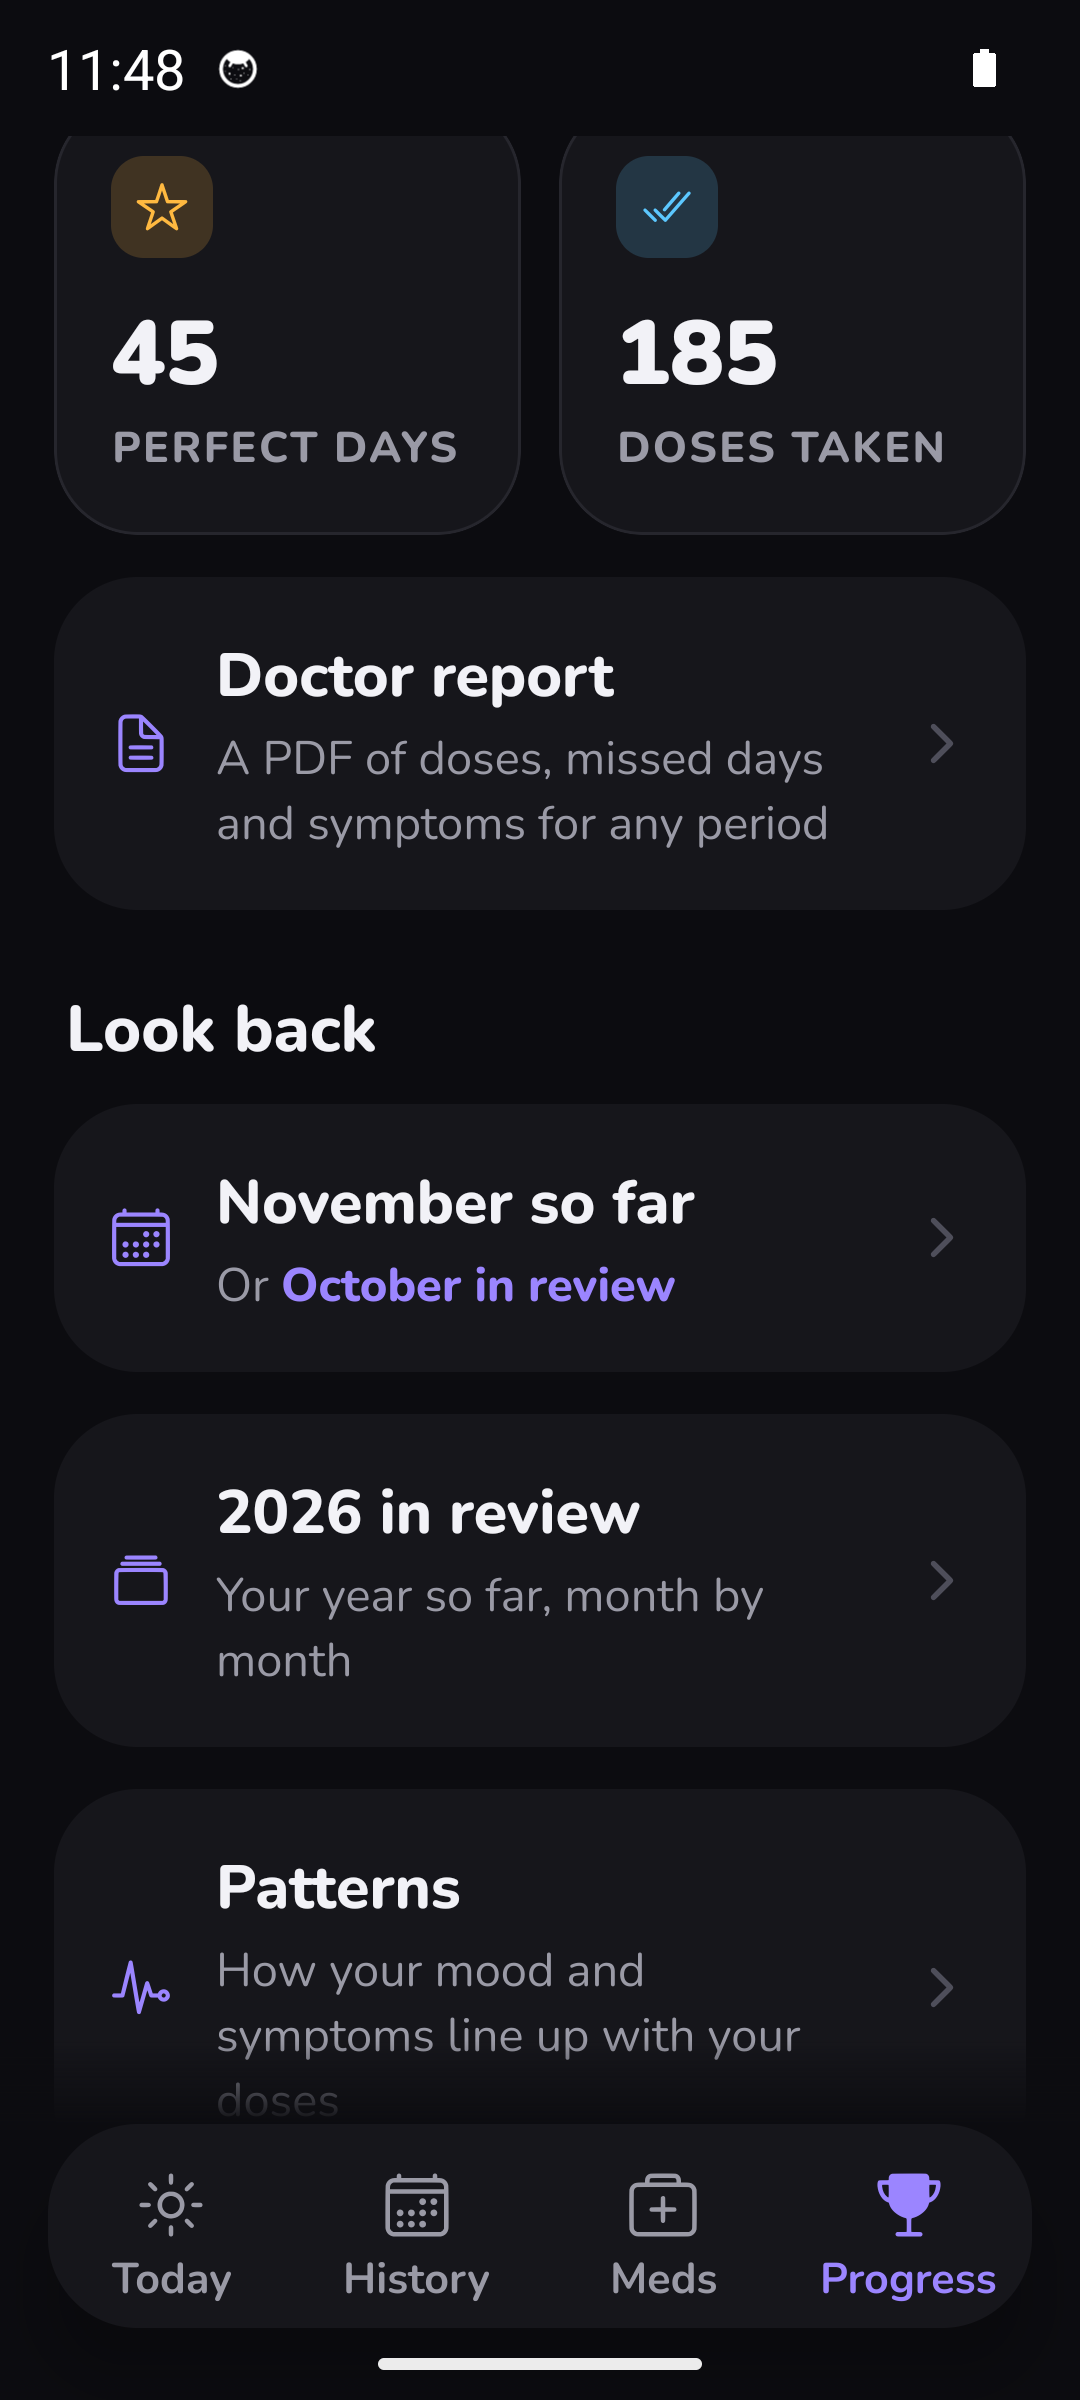 11:48
45
PERFECT DAYS
185
DOSES TAKEN
Doctor report
A PDF of doses, missed days
and symptoms for any period
Look back
November so far
Or October in review
2026 in review
Your year so far, month by
month
Patterns
How your mood and
symptoms line up with your
doses
Today
History
Meds
Progress